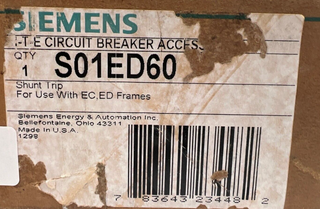 SIEMENS
I-T-E CIRCUIT BREAKER ACCESS
QTY
1 S01ED60
Shunt Trip
For Use With EC,ED Frames
Siemens Energy & Automation Inc.
Bellefontaine, Ohio 43311
Made In U.S.A.
1298
7 83643 23448 2